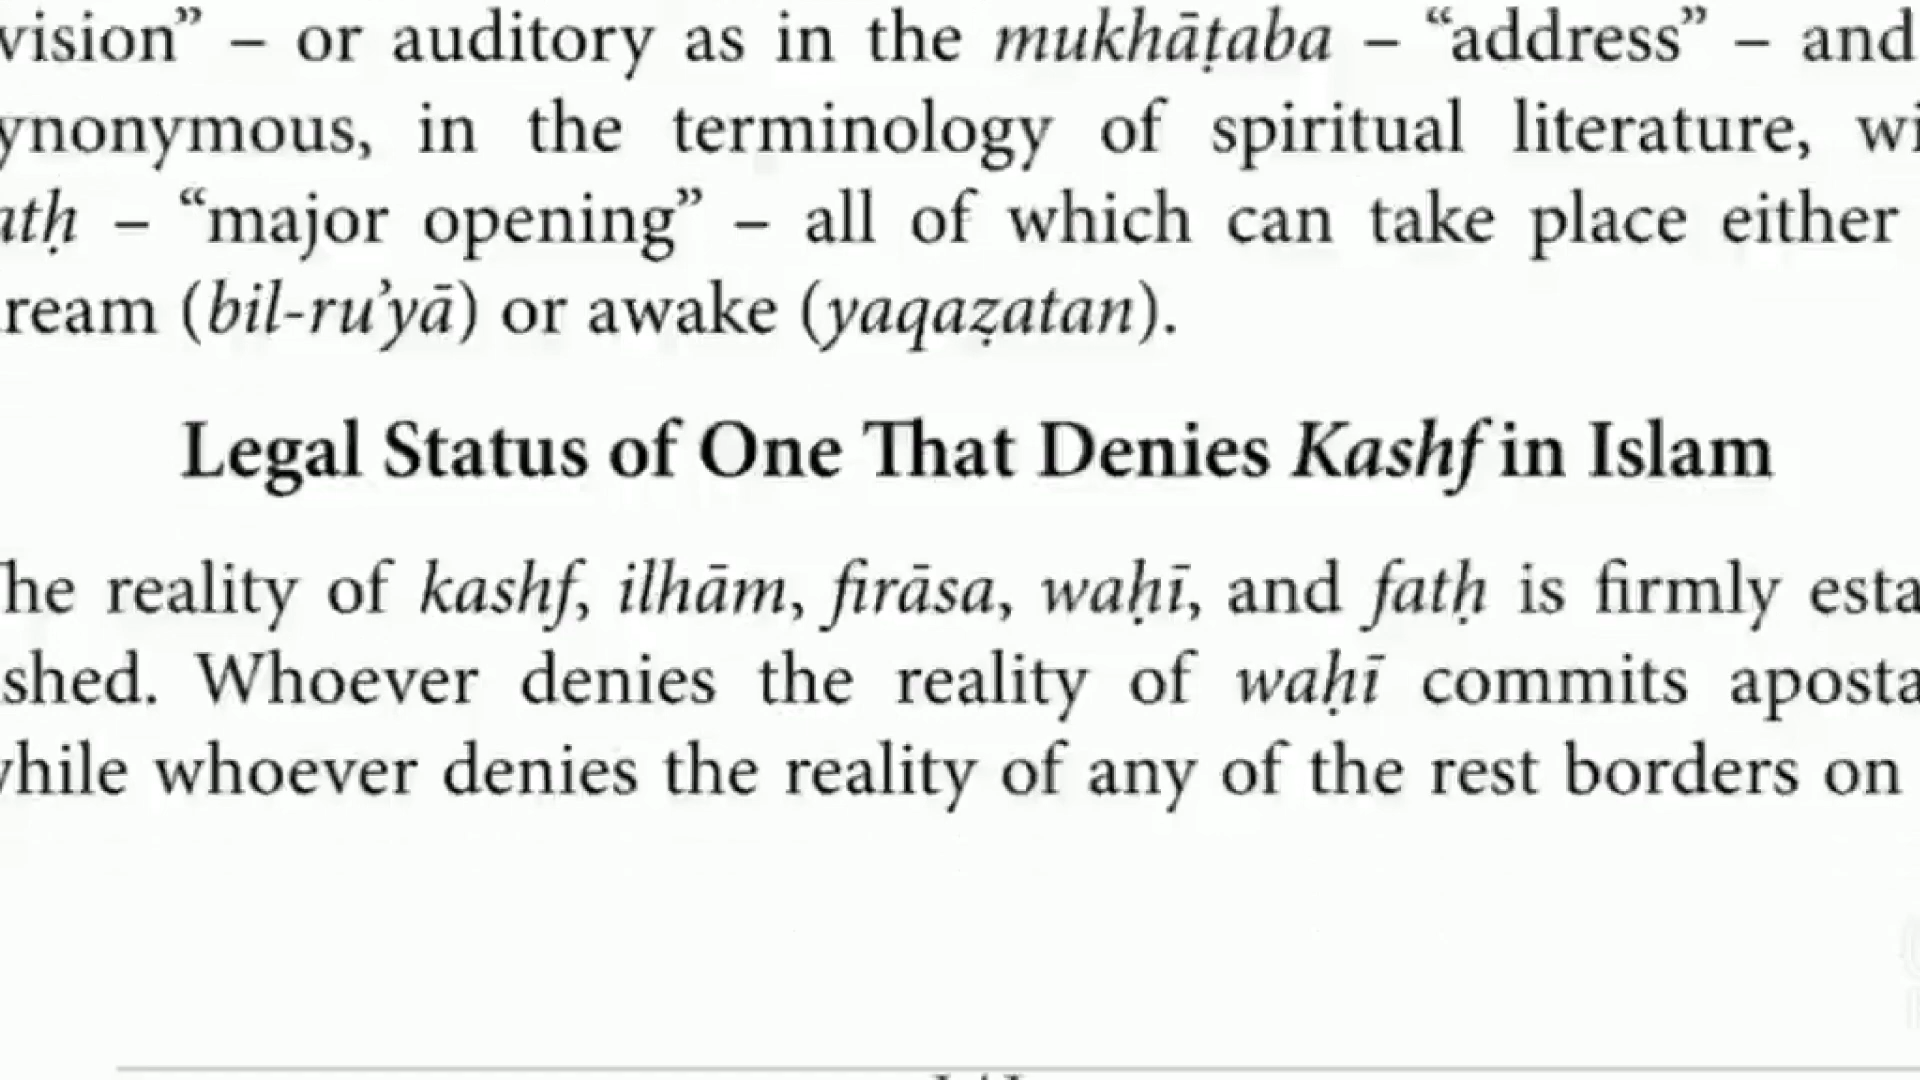 vision” – or auditory as in the mukhāṭaba – “address” – and
ynonymous, in the terminology of spiritual literature, wi
atḥ – “major opening” – all of which can take place either
ream (bil-ru’yā) or awake (yaqaẓatan).
Legal Status of One That Denies Kashf in Islam
he reality of kashf, ilhām, firāsa, waḥī, and fatḥ is firmly esta
shed. Whoever denies the reality of waḥī commits aposta
while whoever denies the reality of any of the rest borders on